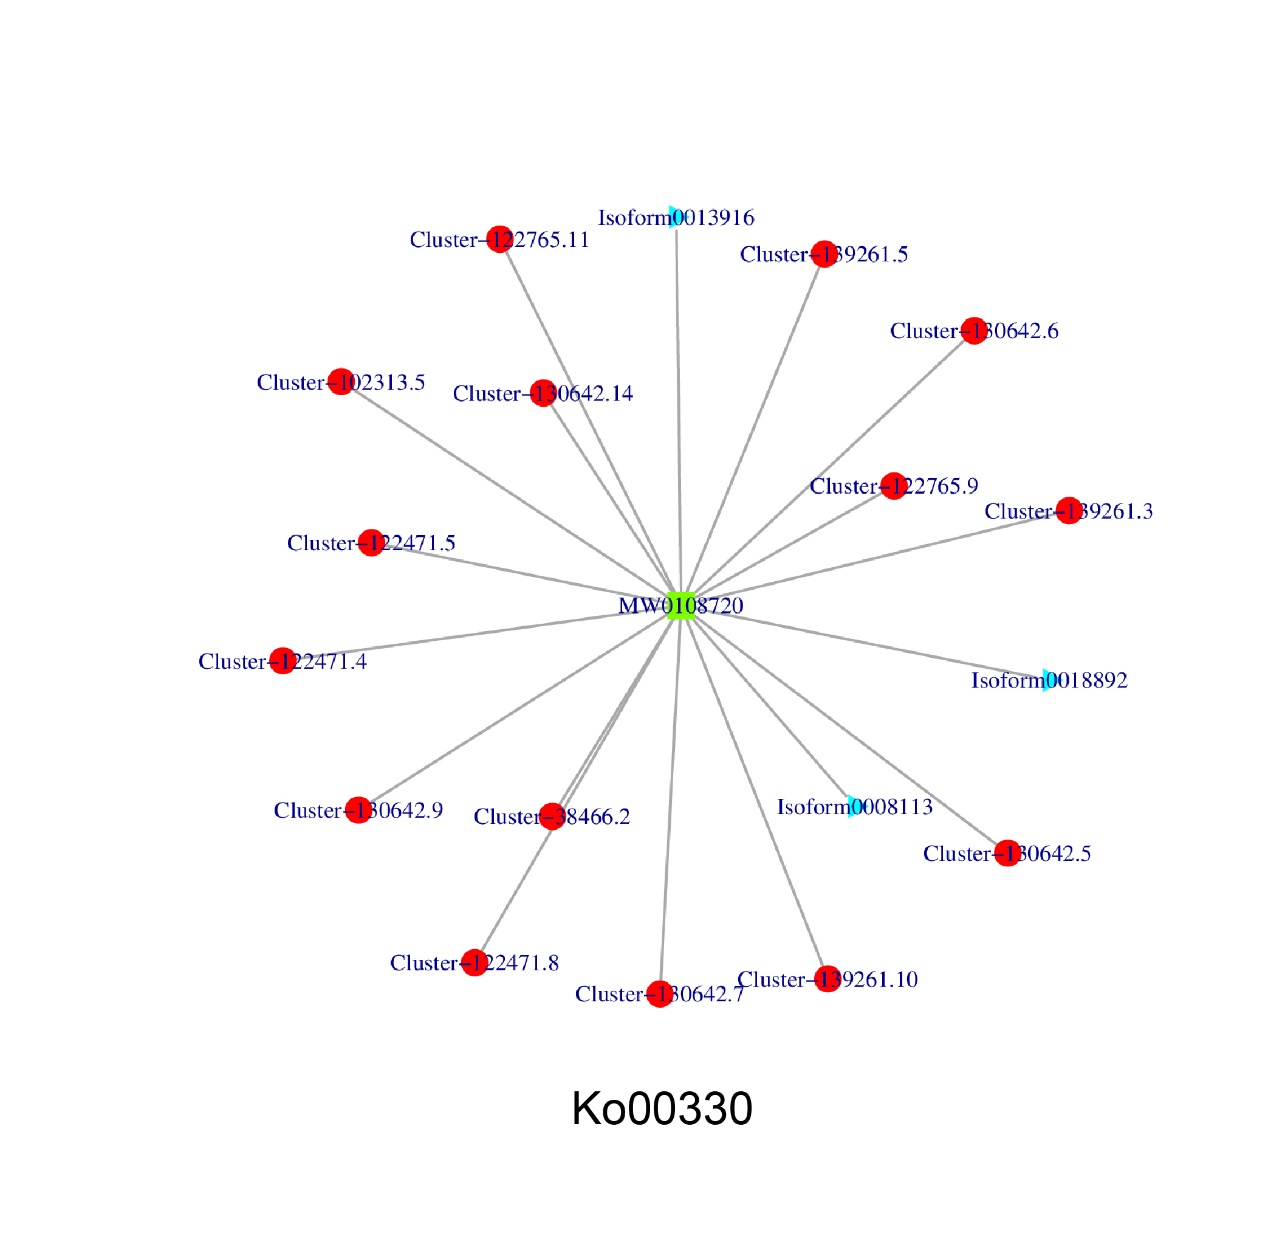 Isoform0013916
Cluster–122765.11
Cluster–139261.5
Cluster–130642.6
Cluster–102313.5
Cluster–130642.14
Cluster–122765.9
Cluster–139261.3
Cluster–122471.5
MW0108720
Cluster–122471.4
Isoform0018892
Isoform0008113
Cluster–130642.9
Cluster–38466.2
Cluster–130642.5
Cluster–122471.8
Cluster–139261.10
Cluster–130642.7
Ko00330